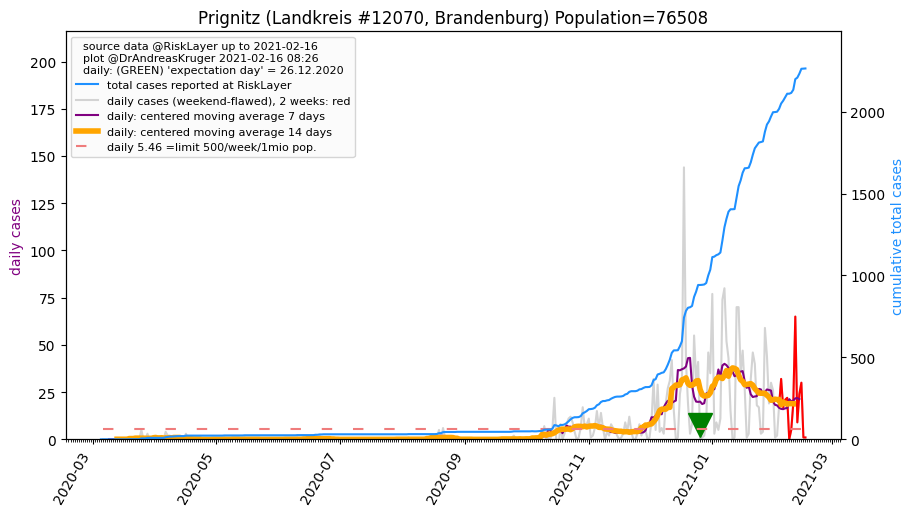 Prignitz (Landkreis #12070, Brandenburg) Population=76508
source data @RiskLayer up to 2021-02-16
plot @DrAndreasKruger 2021-02-16 08:26
daily: (GREEN) 'expectation day' = 26.12.2020
total cases reported at RiskLayer
daily cases (weekend-flawed), 2 weeks: red
daily: centered moving average 7 days
daily: centered moving average 14 days
daily 5.46 =limit 500/week/1mio pop.
daily cases
200
175
150
125
100
75
50
25
0
cumulative total cases
2000
1500
1000
500
0
2020-03
2020-05
2020-07
2020-09
2020-11
2021-01
2021-03